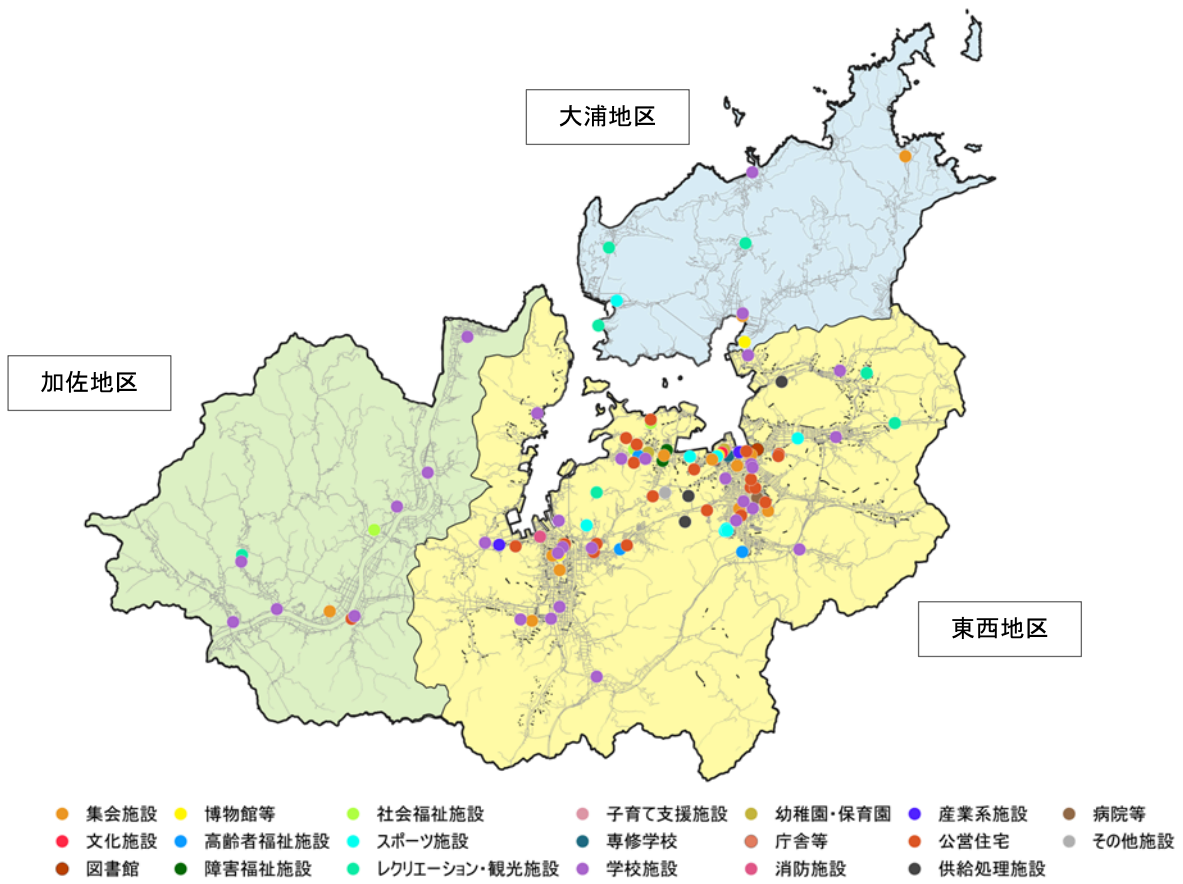 大浦地区
加佐地区
東西地区
集会施設 博物館等 社会福祉施設 子育て支援施設 幼稚園・保育園 産業系施設 病院等
文化施設 高齢者福祉施設 スポーツ施設 専修学校 庁舎等 公営住宅 その他施設
図書館 障害福祉施設 レクリエーション・観光施設 学校施設 消防施設 供給処理施設